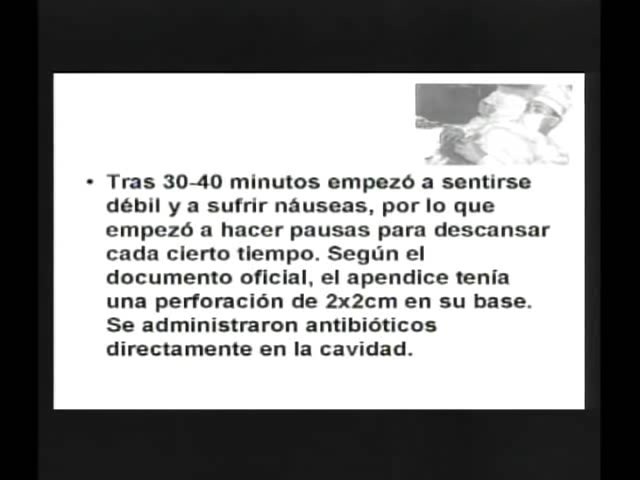 • Tras 30-40 minutos empezó a sentirse
débil y a sufrir náuseas, por lo que
empezó a hacer pausas para descansar
cada cierto tiempo. Según el
documento oficial, el apendice tenía
una perforación de 2x2cm en su base.
Se administraron antibióticos
directamente en la cavidad.